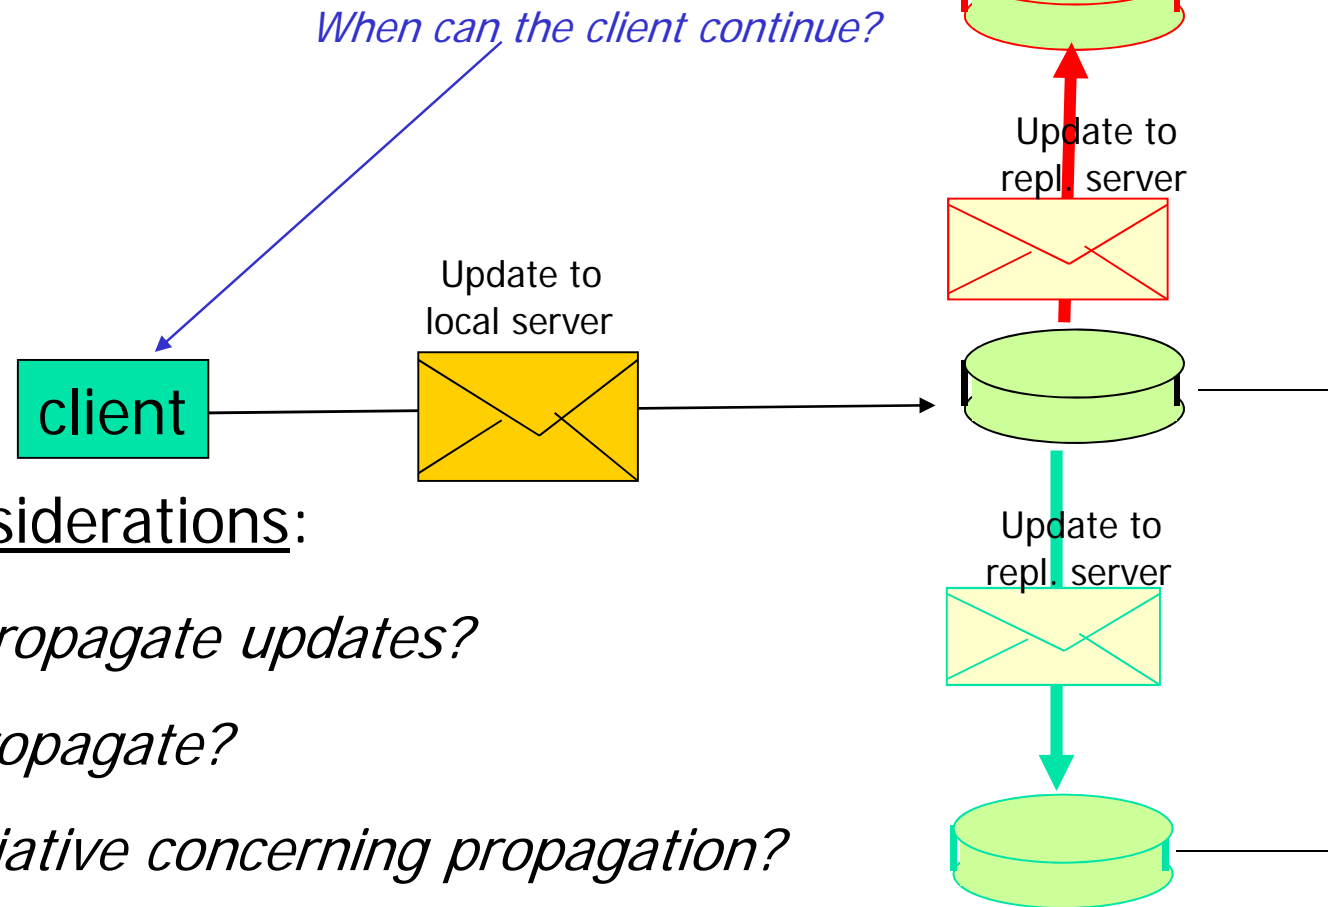 When can the client continue?
Update to
repl. server
Update to
local server
client
siderations:
Update to
repl. server
ropagate updates?
opagate?
iative concerning propagation?